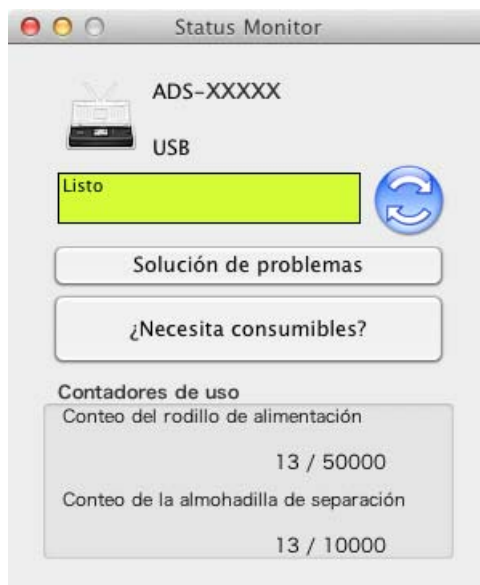 Status Monitor
ADS-XXXXX
USB
Listo
Solución de problemas
¿Necesita consumibles?
Contadores de uso
Conteo del rodillo de alimentación
13 / 50000
Conteo de la almohadilla de separación
13 / 10000